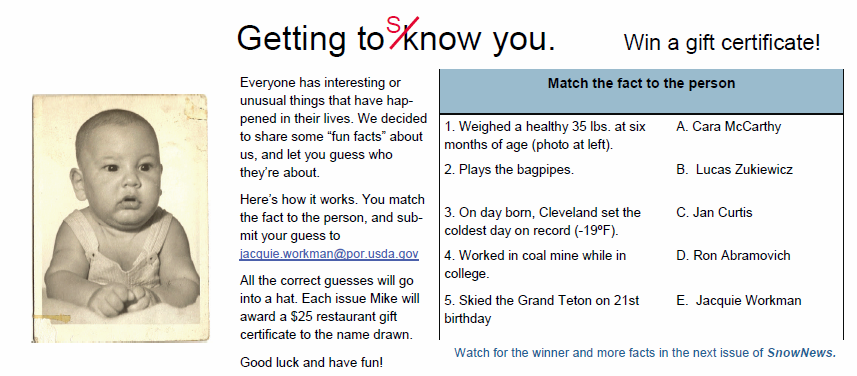 Getting to Sknow you. Win a gift certificate!
Everyone has interesting or
unusual things that have hap-
pened in their lives. We decided
to share some “fun facts” about
us, and let you guess who
they’re about.
Here’s how it works. You match
the fact to the person, and sub-
mit your guess to
jacquie.workman@por.usda.gov
All the correct guesses will go
into a hat. Each issue Mike will
award a $25 restaurant gift
certificate to the name drawn.
Good luck and have fun!
Match the fact to the person
1. Weighed a healthy 35 lbs. at six A. Cara McCarthy
months of age (photo at left).
2. Plays the bagpipes. B. Lucas Zukiewicz
3. On day born, Cleveland set the C. Jan Curtis
coldest day on record (-19ºF).
4. Worked in coal mine while in D. Ron Abramovich
college.
5. Skied the Grand Teton on 21st E. Jacquie Workman
birthday
Watch for the winner and more facts in the next issue of SnowNews.